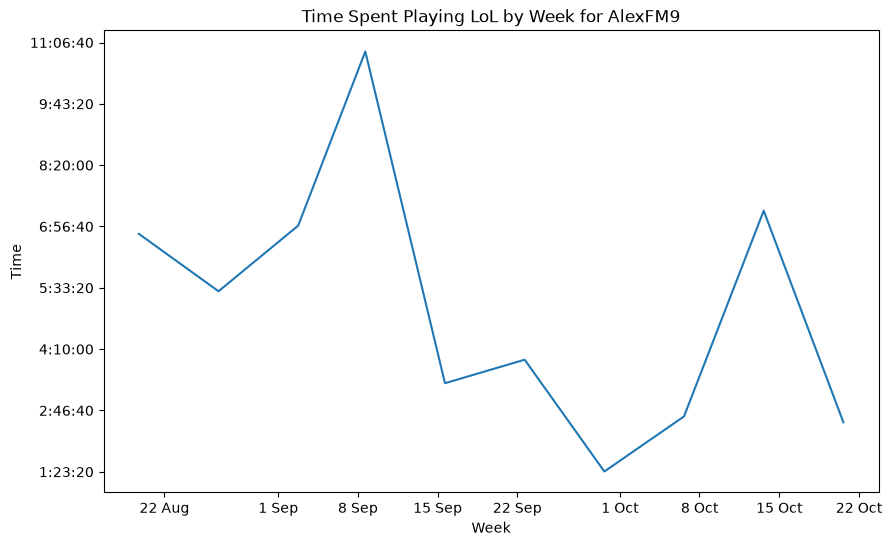 Time Spent Playing LoL by Week for AlexFM9
11:06:40
9:43:20
8:20:00
6:56:40
5:33:20
4:10:00
2:46:40
1:23:20
Time
22 Aug 1 Sep 8 Sep 15 Sep 22 Sep 1 Oct 8 Oct 15 Oct 22 Oct
Week